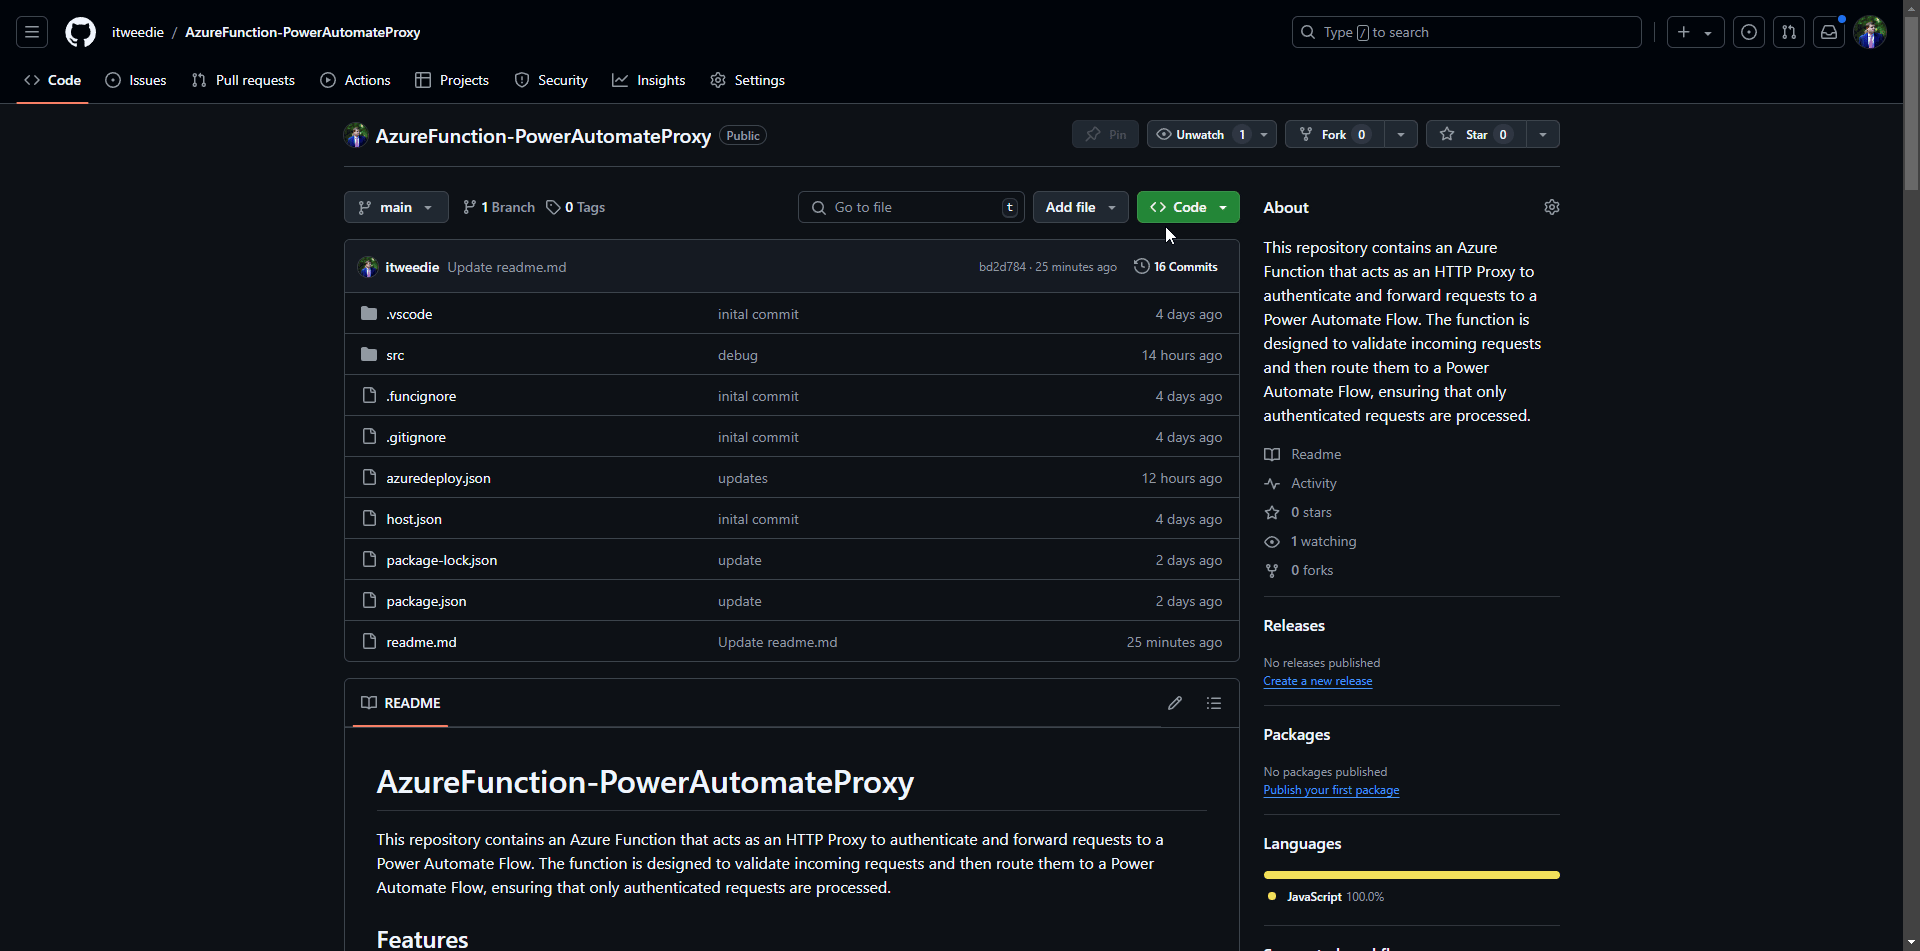 itweedie / AzureFunction-PowerAutomateProxy
Type / to search
Code Issues Pull requests Actions Projects Security Insights Settings
AzureFunction-PowerAutomateProxy Public
Pin Unwatch 1 Fork 0 Star 0
main 1 Branch 0 Tags
Go to file t Add file Code
itweedie Update readme.md bd2d784 · 25 minutes ago 16 Commits
.vscode inital commit 4 days ago
src debug 14 hours ago
.funcignore inital commit 4 days ago
.gitignore inital commit 4 days ago
azuredeploy.json updates 12 hours ago
host.json inital commit 4 days ago
package-lock.json update 2 days ago
package.json update 2 days ago
readme.md Update readme.md 25 minutes ago
README
AzureFunction-PowerAutomateProxy
This repository contains an Azure Function that acts as an HTTP Proxy to authenticate and forward requests to a
Power Automate Flow. The function is designed to validate incoming requests and then route them to a Power
Automate Flow, ensuring that only authenticated requests are processed.
Features
About
This repository contains an Azure
Function that acts as an HTTP Proxy to
authenticate and forward requests to a
Power Automate Flow. The function is
designed to validate incoming requests
and then route them to a Power
Automate Flow, ensuring that only
authenticated requests are processed.
Readme
Activity
0 stars
1 watching
0 forks
Releases
No releases published
Create a new release
Packages
No packages published
Publish your first package
Languages
JavaScript 100.0%